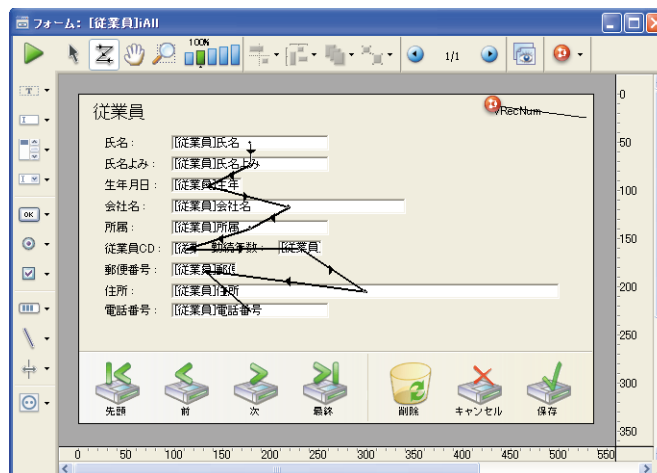 フォーム: [従業員]iAll
100%
1/1
従業員
VRecNum
氏名: [従業員]氏名
氏名よみ: [従業員]氏名よみ
生年月日: [従業員]生年
会社名: [従業員]会社名
所属: [従業員]所属
従業員CD: [従業 勤続年数: [従業員]
郵便番号: [従業員]郵便
住所: [従業員]住所
電話番号: [従業員]電話番号
先頭 前 次 最終 削除 キャンセル 保存
0 50 100 150 200 250 300 350 400 450 500 550
0
50
100
150
200
250
300
350
OK